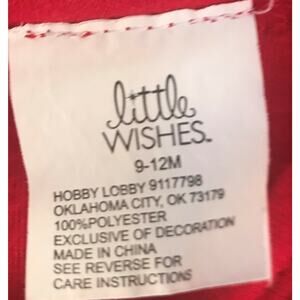 little
WISHES™
9-12M
HOBBY LOBBY 9117798
OKLAHOMA CITY, OK 73179
100%POLYESTER
EXCLUSIVE OF DECORATION
MADE IN CHINA
SEE REVERSE FOR
CARE INSTRUCTIONS